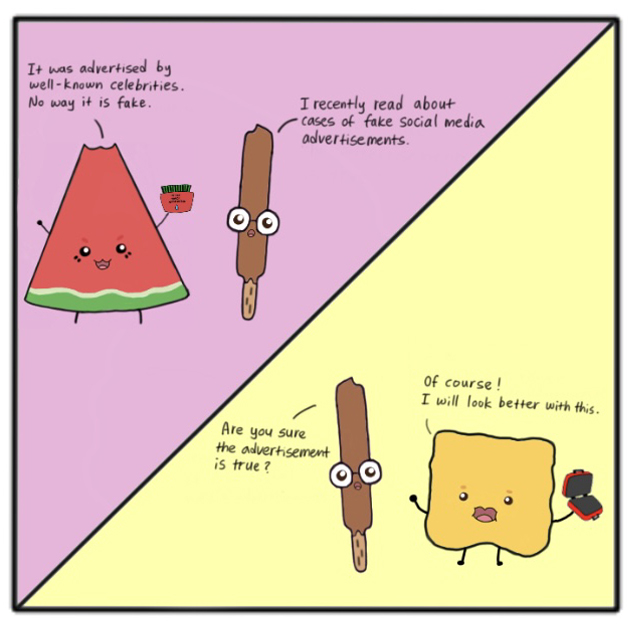 It was advertised by
well-known celebrities.
No way it is fake.
I recently read about
cases of fake social media
advertisements.
Are you sure
the advertisement
is true?
Of course!
I will look better with this.